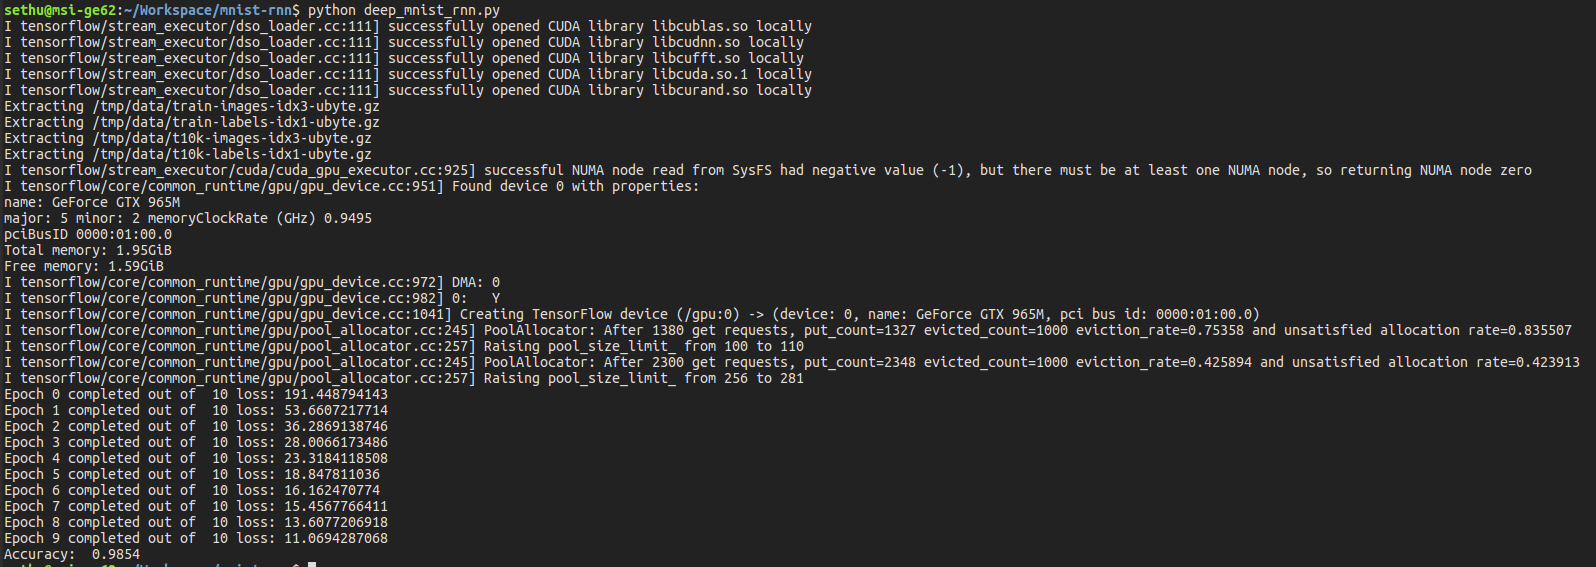 sethu@msi-ge62:~/Workspace/mnist-rnn$ python deep_mnist_rnn.py
I tensorflow/stream_executor/dso_loader.cc:111] successfully opened CUDA library libcublas.so locally
I tensorflow/stream_executor/dso_loader.cc:111] successfully opened CUDA library libcudnn.so locally
I tensorflow/stream_executor/dso_loader.cc:111] successfully opened CUDA library libcufft.so locally
I tensorflow/stream_executor/dso_loader.cc:111] successfully opened CUDA library libcuda.so.1 locally
I tensorflow/stream_executor/dso_loader.cc:111] successfully opened CUDA library libcurand.so locally
Extracting /tmp/data/train-images-idx3-ubyte.gz
Extracting /tmp/data/train-labels-idx1-ubyte.gz
Extracting /tmp/data/t10k-images-idx3-ubyte.gz
Extracting /tmp/data/t10k-labels-idx1-ubyte.gz
I tensorflow/stream_executor/cuda/cuda_gpu_executor.cc:925] successful NUMA node read from SysFS had negative value (-1), but there must be at least one NUMA node, so returning NUMA node zero
I tensorflow/core/common_runtime/gpu/gpu_device.cc:951] Found device 0 with properties:
name: GeForce GTX 965M
major: 5 minor: 2 memoryClockRate (GHz) 0.9495
pciBusID 0000:01:00.0
Total memory: 1.95GiB
Free memory: 1.59GiB
I tensorflow/core/common_runtime/gpu/gpu_device.cc:972] DMA: 0
I tensorflow/core/common_runtime/gpu/gpu_device.cc:982] 0:   Y
I tensorflow/core/common_runtime/gpu/gpu_device.cc:1041] Creating TensorFlow device (/gpu:0) -> (device: 0, name: GeForce GTX 965M, pci bus id: 0000:01:00.0)
I tensorflow/core/common_runtime/gpu/pool_allocator.cc:245] PoolAllocator: After 1380 get requests, put_count=1327 evicted_count=1000 eviction_rate=0.75358 and unsatisfied allocation rate=0.835507
I tensorflow/core/common_runtime/gpu/pool_allocator.cc:257] Raising pool_size_limit_ from 100 to 110
I tensorflow/core/common_runtime/gpu/pool_allocator.cc:245] PoolAllocator: After 2300 get requests, put_count=2348 evicted_count=1000 eviction_rate=0.425894 and unsatisfied allocation rate=0.423913
I tensorflow/core/common_runtime/gpu/pool_allocator.cc:257] Raising pool_size_limit_ from 256 to 281
Epoch 0 completed out of  10 loss: 191.448794143
Epoch 1 completed out of  10 loss: 53.6607217714
Epoch 2 completed out of  10 loss: 36.2869138746
Epoch 3 completed out of  10 loss: 28.0066173486
Epoch 4 completed out of  10 loss: 23.3184118508
Epoch 5 completed out of  10 loss: 18.847811036
Epoch 6 completed out of  10 loss: 16.162470774
Epoch 7 completed out of  10 loss: 15.4567766411
Epoch 8 completed out of  10 loss: 13.6077206918
Epoch 9 completed out of  10 loss: 11.0694287068
Accuracy:  0.9854